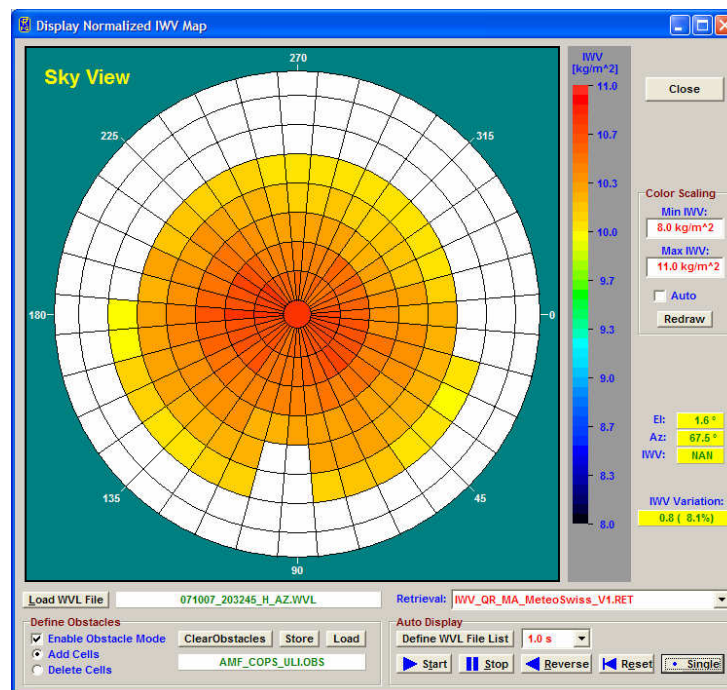 Display Normalized IWV Map
Sky View
270
225
315
180
0
135
45
90
IWV
[kg/m^2]
11.0
10.7
10.3
10.0
9.7
9.3
9.0
8.7
8.3
8.0
Close
Color Scaling
Min IWV:
8.0 kg/m^2
Max IWV:
11.0 kg/m^2
Auto
Redraw
El: 1.6 °
Az: 67.5 °
IWV: NAN
IWV Variation:
0.8 ( 8.1%)
Load WVL File 071007_203245_H_AZ.WVL Retrieval: IWV_QR_MA_MeteoSwiss_V1.RET
Define Obstacles
Enable Obstacle Mode ClearObstacles Store Load
Add Cells
Delete Cells
AMF_COPS_ULI.OBS
Auto Display
Define WVL File List 1.0 s
Start Stop Reverse Reset Single